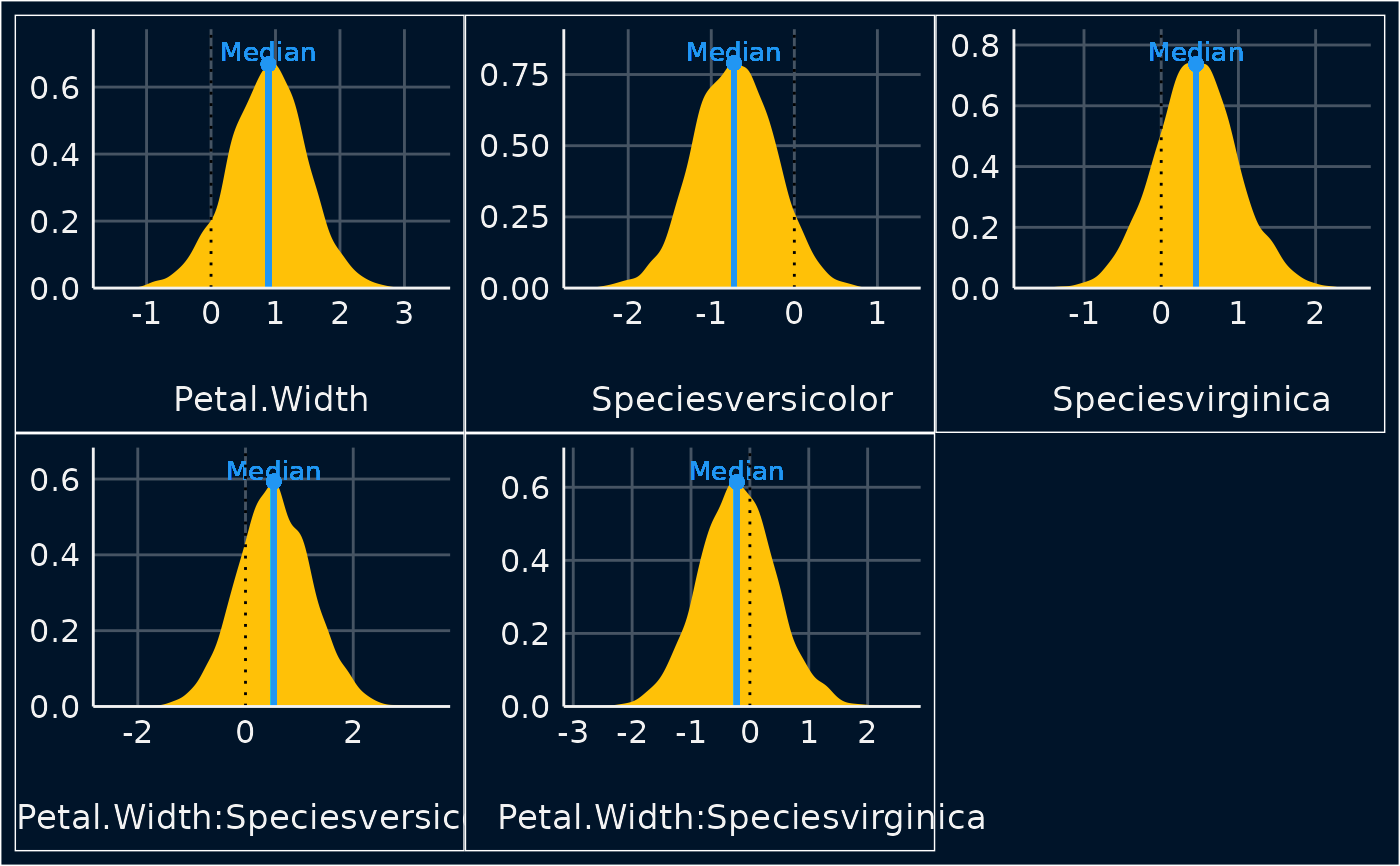 Median
0.6
0.4
0.2
0.0
-1 0 1 2 3
Petal.Width
Median
0.75
0.50
0.25
0.00
-2 -1 0 1
Speciesversicolor
Median
0.8
0.6
0.4
0.2
0.0
-1 0 1 2
Speciesvirginica
Median
0.6
0.4
0.2
0.0
-2 0 2
Petal.Width:Speciesversic
Median
0.6
0.4
0.2
0.0
-3 -2 -1 0 1 2
Petal.Width:Speciesvirginica